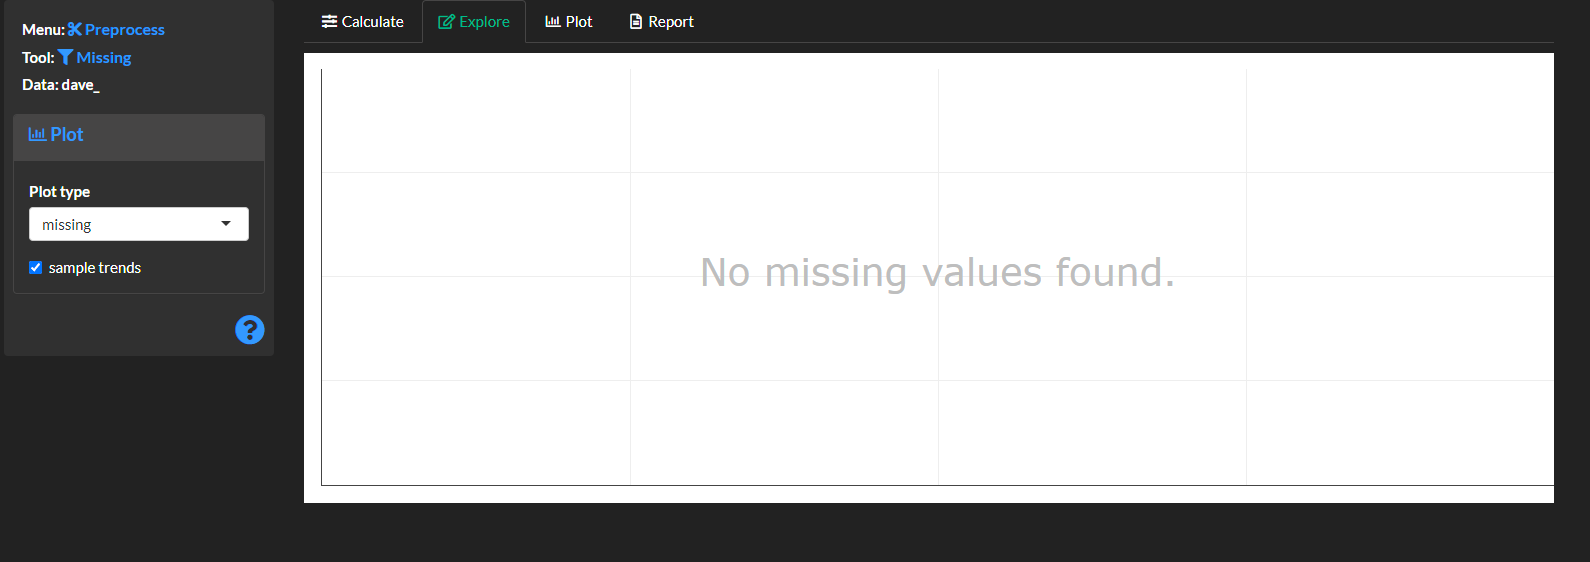 Menu: Preprocess
Tool: Missing
Data: dave_
Plot
Plot type
missing
sample trends
?
Calculate Explore Plot Report
No missing values found.